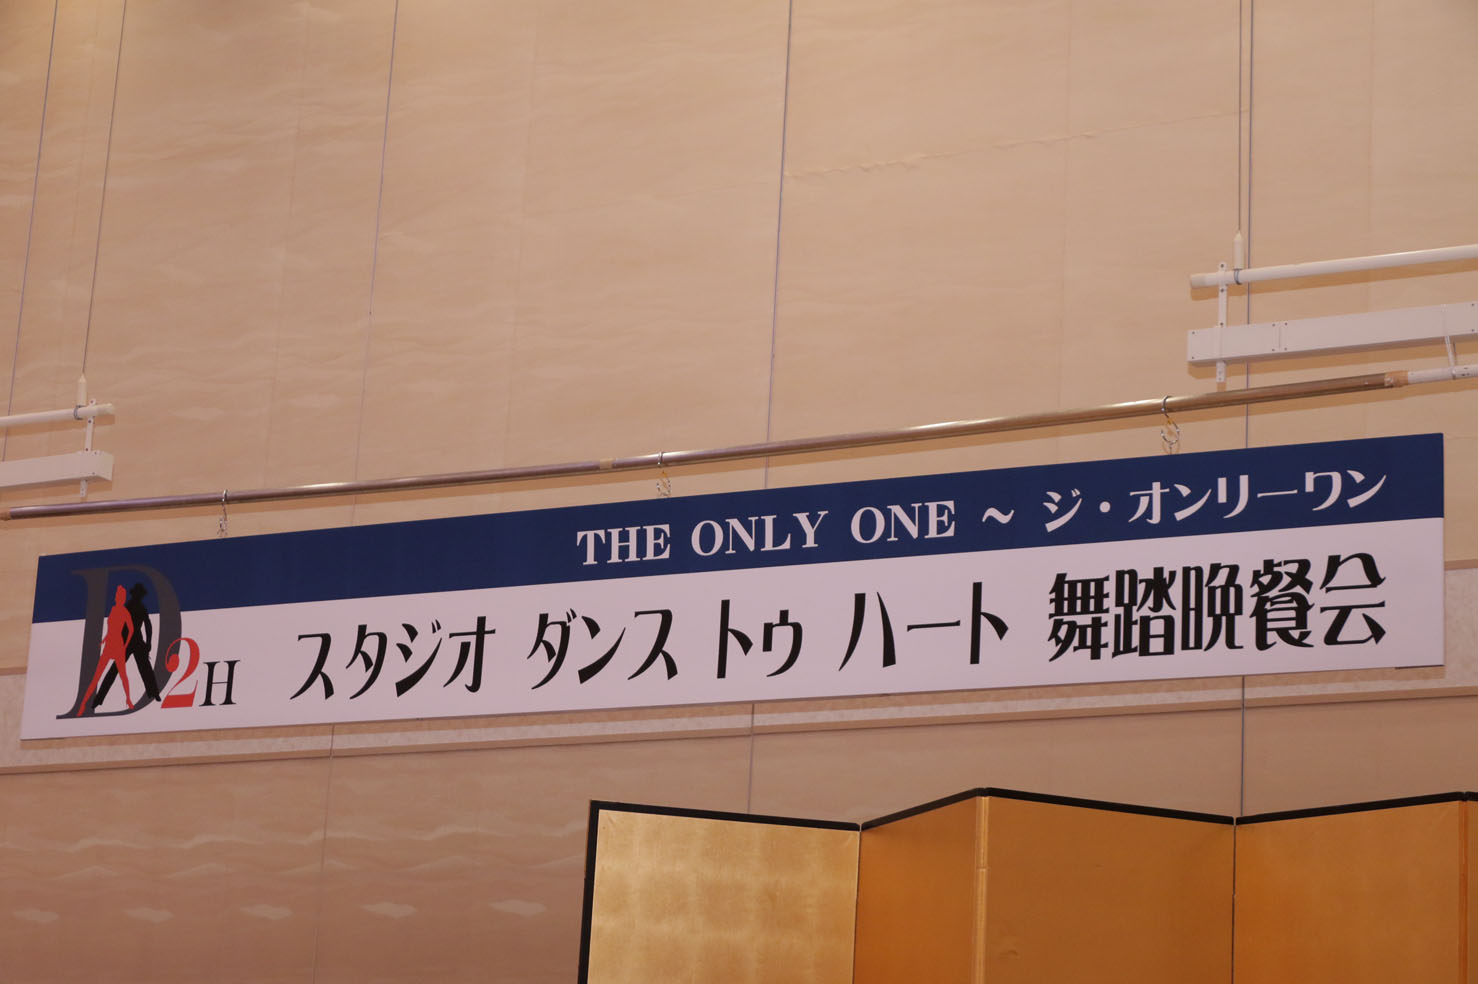 THE ONLY ONE ～ ジ・オンリーワン
D2H スタジオ ダンス トゥ ハート 舞踏晩餐会